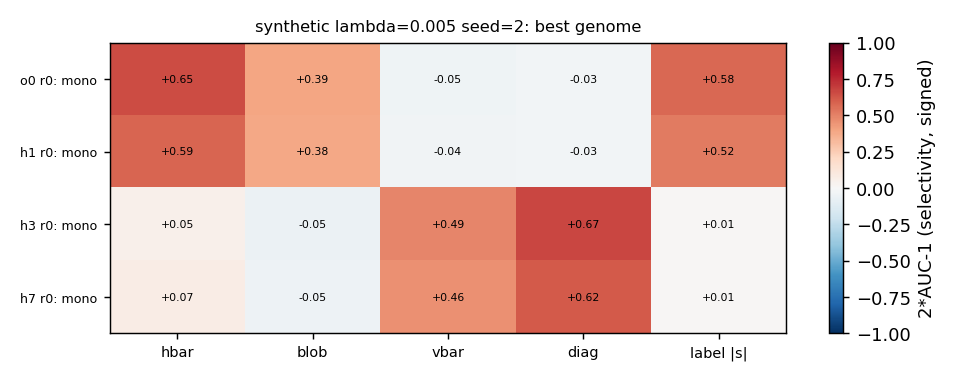 synthetic lambda=0.005 seed=2: best genome
o0 r0: mono +0.65 +0.39 -0.05 -0.03 +0.58
h1 r0: mono +0.59 +0.38 -0.04 -0.03 +0.52
h3 r0: mono +0.05 -0.05 +0.49 +0.67 +0.01
h7 r0: mono +0.07 -0.05 +0.46 +0.62 +0.01
hbar blob vbar diag label |s|
1.00
0.75
0.50
0.25
0.00
−0.25
−0.50
−0.75
−1.00
2*AUC-1 (selectivity, signed)